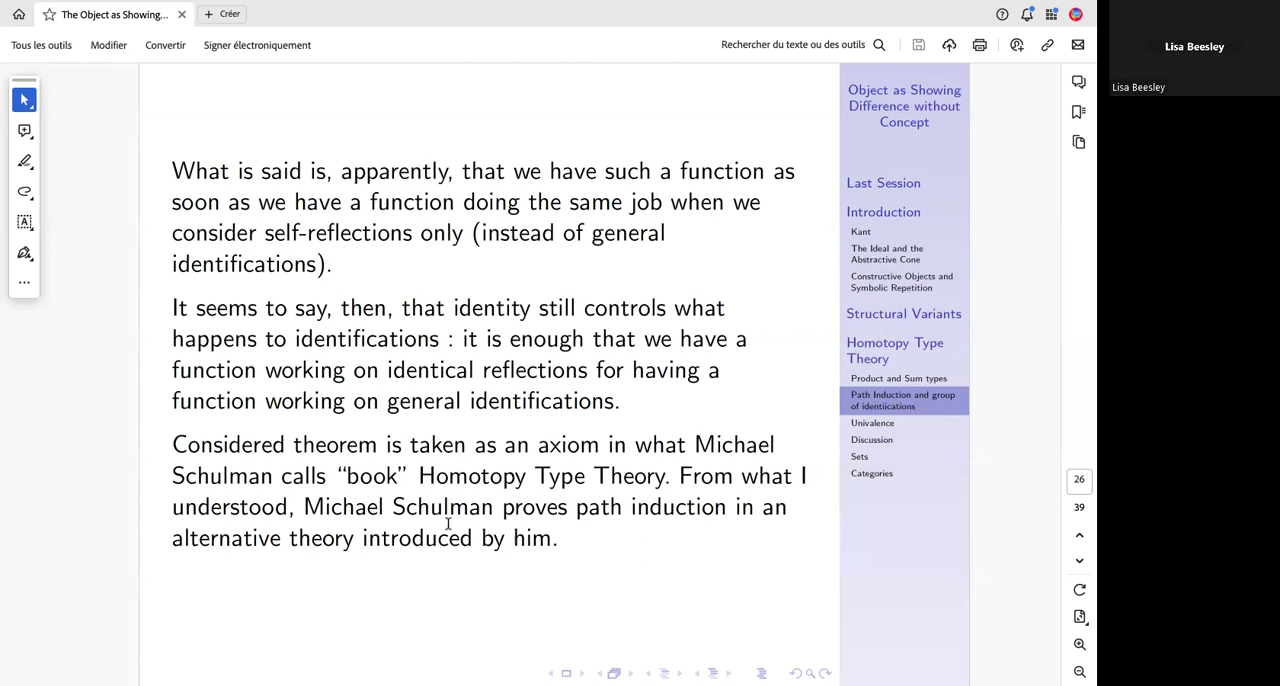 The Object as Showing...
Créer
Tous les outils
Modifier
Convertir
Signer électroniquement
Rechercher du texte ou des outils
What is said is, apparently, that we have such a function as
soon as we have a function doing the same job when we
consider self-reflections only (instead of general
identifications).
It seems to say, then, that identity still controls what
happens to identifications : it is enough that we have a
function working on identical reflections for having a
function working on general identifications.
Considered theorem is taken as an axiom in what Michael
Schulman calls “book” Homotopy Type Theory. From what I
understood, Michael Schulman proves path induction in an
alternative theory introduced by him.
Object as Showing
Difference without
Concept
Last Session
Introduction
Kant
The Ideal and the
Abstractive Cone
Constructive Objects and
Symbolic Repetition
Structural Variants
Homotopy Type
Theory
Product and Sum types
Path Induction and group
of identiications
Univalence
Discussion
Sets
Categories
26
39
Lisa Beesley
Lisa Beesley